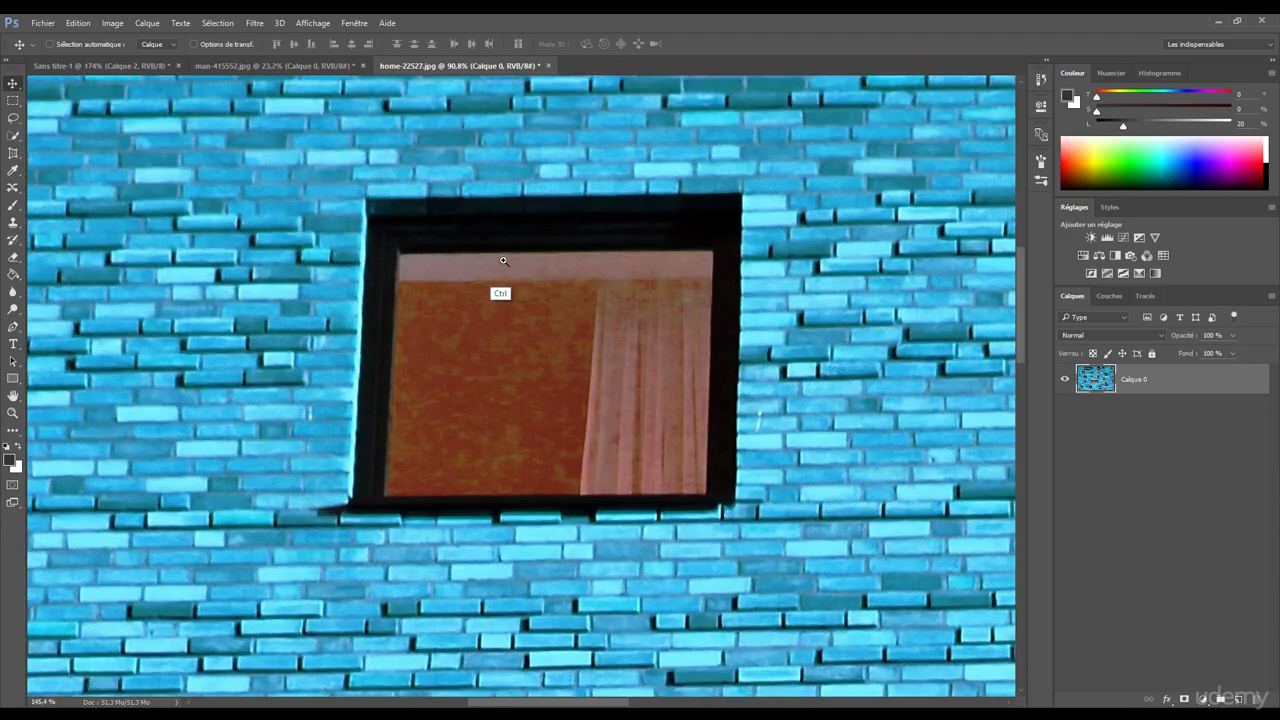 Ps Fichier Edition Image Calque Texte Sélection Filtre 3D Affichage Fenêtre Aide
Sélection automatique : Calque Options de transf. Mode 3D : Les indispensables
Sans titre-1 @ 174% (Calque 2, RVB/8) * × man-415552.jpg @ 23,2% (Calque 0, RVB/8#) * × home-22527.jpg @ 90,8% (Calque 0, RVB/8#) * ×
Couleur Nuancier Histogramme
T 0 °
S 0 %
L 20 %
Réglages Styles
Ajouter un réglage
Ctrl
Calques Couches Tracés
Type
Normal Opacité : 100 %
Verrou : Fond : 100 %
Calque 0
145,4 % Doc : 51,3 Mo/51,3 Mo
udemy